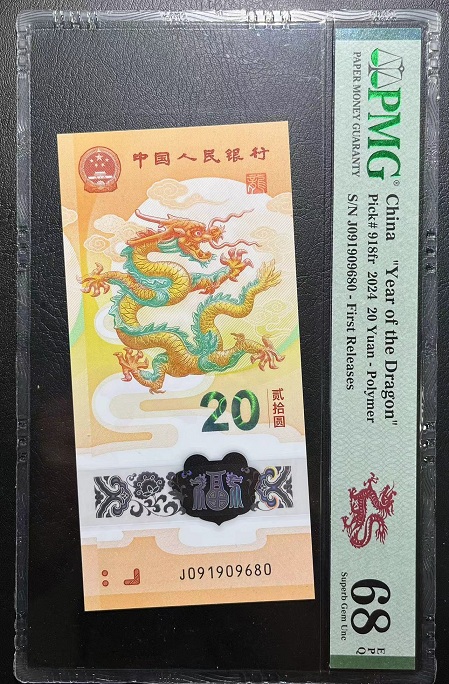 中国人民银行
龍
20
贰拾圆
J091909680
PMG®
PAPER MONEY GUARANTY
China "Year of the Dragon"
Pick# 918fr 2024 20 Yuan - Polymer
S/N J091909680 - First Releases
68
EPQ
Superb Gem Unc